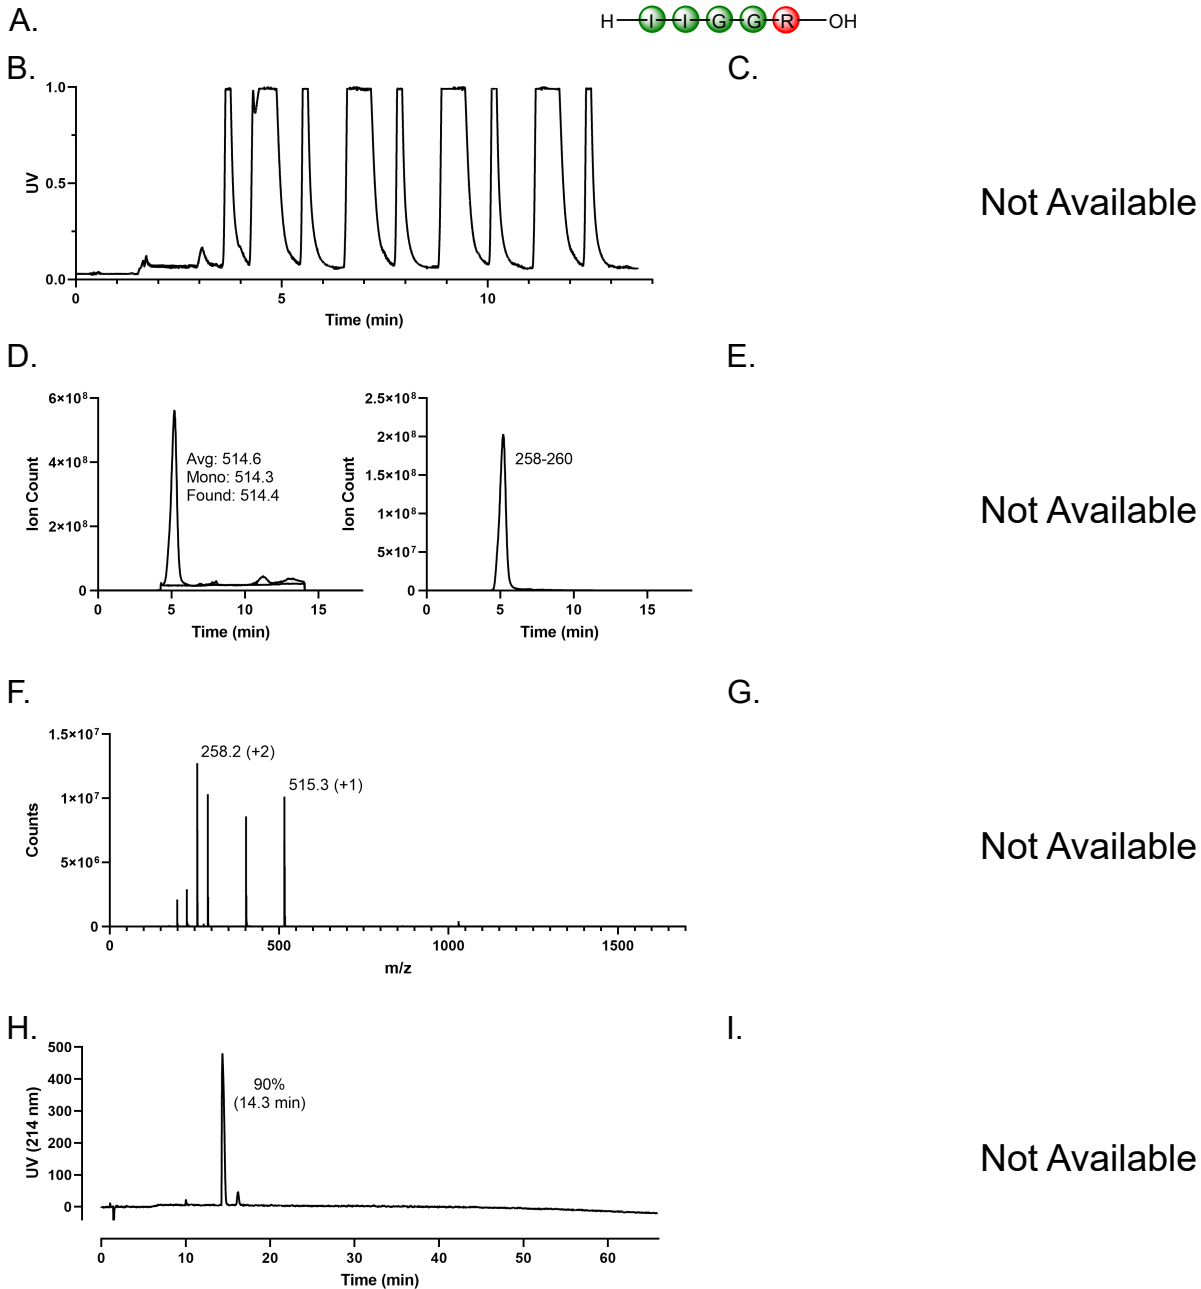 A.
H I I G G R OH
B.
1.0
0.5
0.0
UV
0 5 10
Time (min)
C.
Not Available
D.
6×10⁸
4×10⁸
2×10⁸
0
Ion Count
Avg: 514.6
Mono: 514.3
Found: 514.4
0 5 10 15
Time (min)
2.5×10⁸
2×10⁸
1.5×10⁸
1×10⁸
5×10⁷
0
Ion Count
258-260
0 5 10 15
Time (min)
E.
Not Available
F.
1.5×10⁷
1×10⁷
5×10⁶
0
Counts
258.2 (+2)
515.3 (+1)
0 500 1000 1500
m/z
G.
Not Available
H.
500
400
300
200
100
0
UV (214 nm)
90%
(14.3 min)
0 10 20 30 40 50 60
Time (min)
I.
Not Available